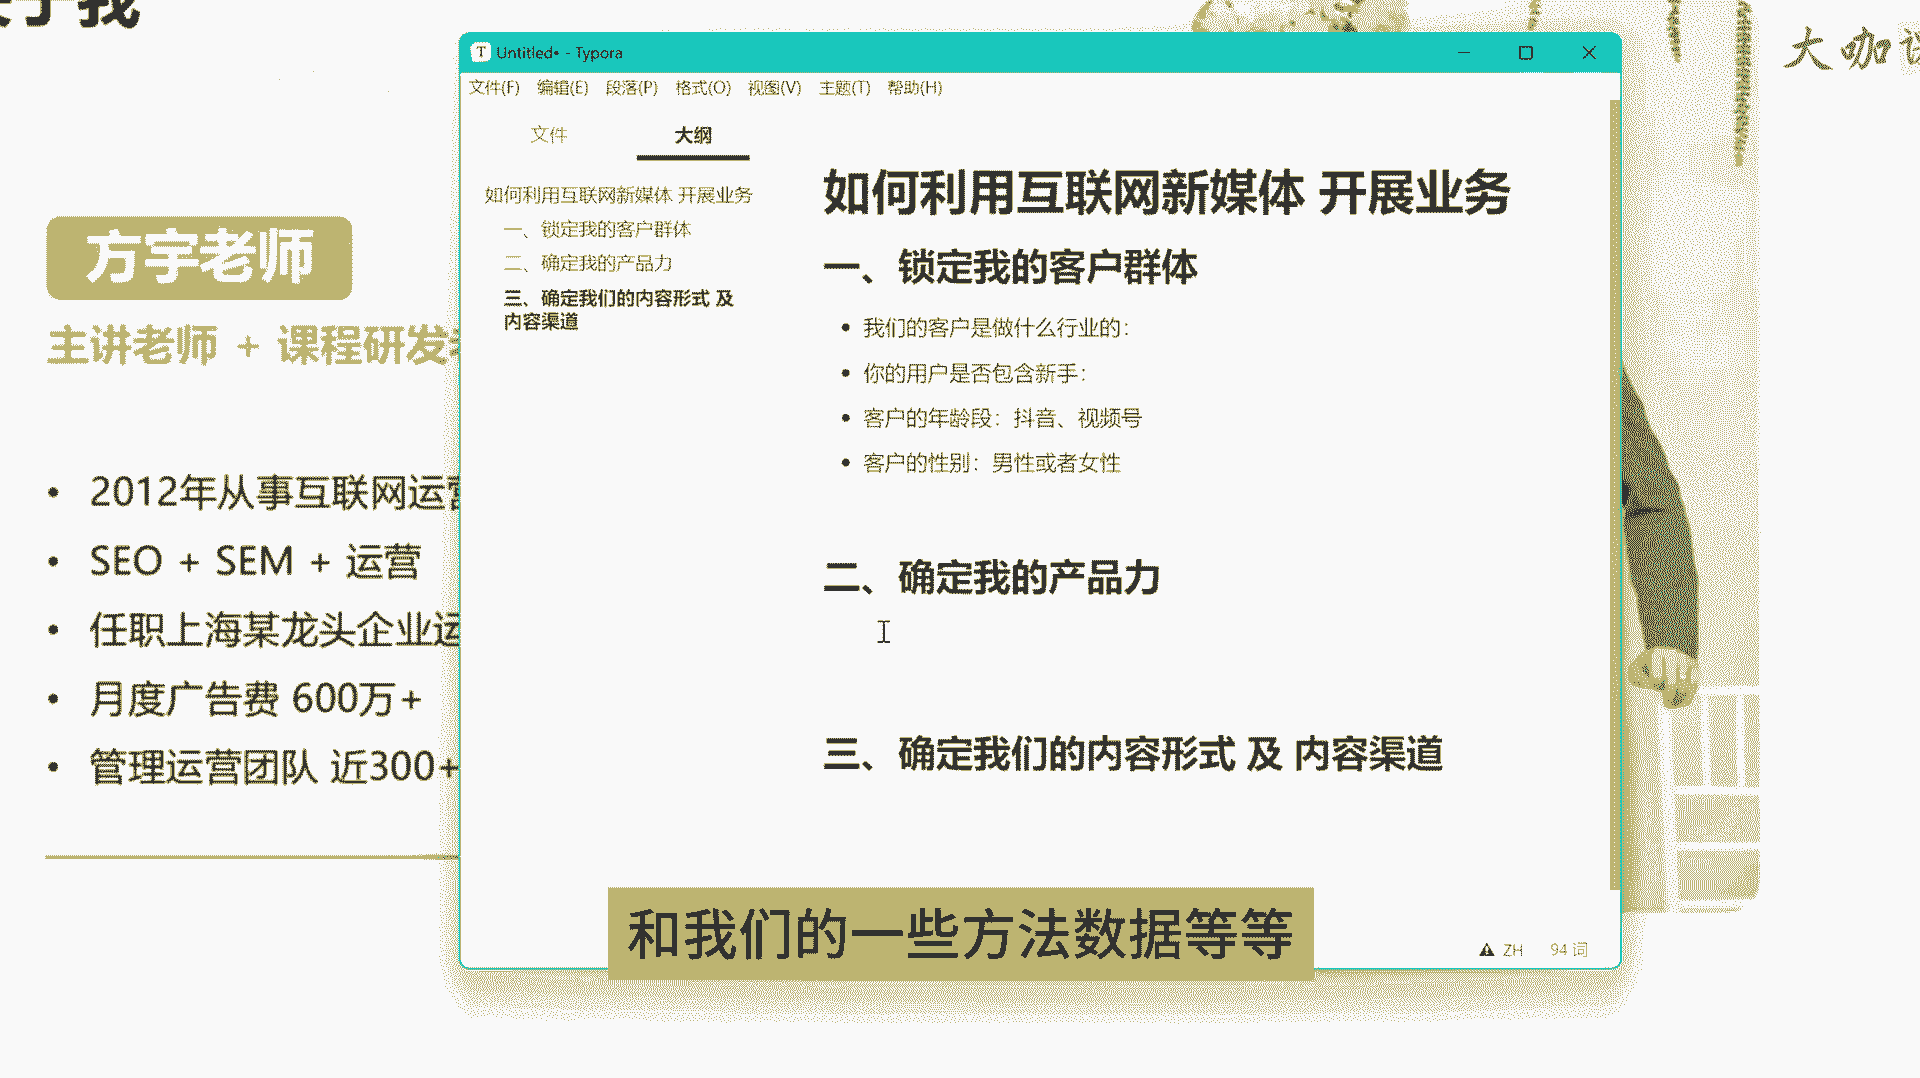 于我
大咖
方宇老师
主讲老师 + 课程研发
2012年从事互联网运营
SEO + SEM + 运营
任职上海某龙头企业运
月度广告费 600万+
管理运营团队 近300+
Untitled• - Typora
文件(F) 编辑(E) 段落(P) 格式(O) 视图(V) 主题(T) 帮助(H)
文件 大纲
如何利用互联网新媒体 开展业务
一、锁定我的客户群体
二、确定我的产品力
三、确定我们的内容形式 及
内容渠道
如何利用互联网新媒体 开展业务
一、锁定我的客户群体
我们的客户是做什么行业的：
你的用户是否包含新手：
客户的年龄段：抖音、视频号
客户的性别：男性或者女性
二、确定我的产品力
三、确定我们的内容形式 及 内容渠道
ZH 94 词
和我们的一些方法数据等等